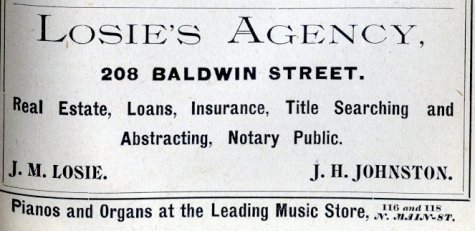 LOSIE'S AGENCY,
208 BALDWIN STREET.
Real Estate, Loans, Insurance, Title Searching and
Abstracting, Notary Public.
J. M. LOSIE. J. H. JOHNSTON.
Pianos and Organs at the Leading Music Store, 116 and 118 N. MAIN-ST.